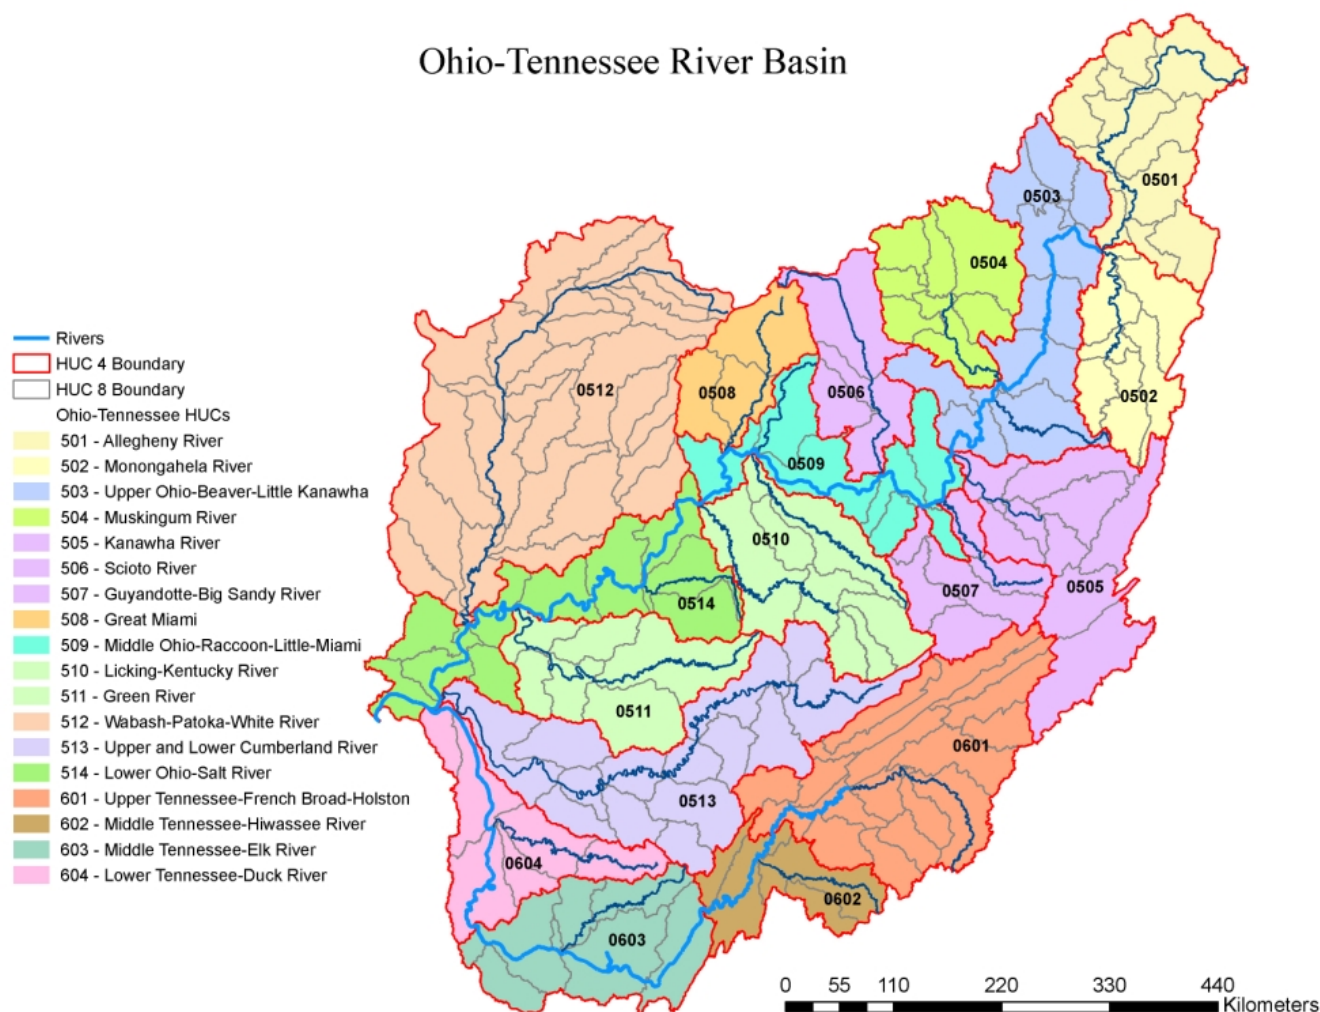 Ohio-Tennessee River Basin
0501
0503
0504
0512
0508
0506
0502
0509
0510
0514
0507
0505
0511
0601
0513
0604
0602
0603
Rivers
HUC 4 Boundary
HUC 8 Boundary
Ohio-Tennessee HUCs
501 - Allegheny River
502 - Monongahela River
503 - Upper Ohio-Beaver-Little Kanawha
504 - Muskingum River
505 - Kanawha River
506 - Scioto River
507 - Guyandotte-Big Sandy River
508 - Great Miami
509 - Middle Ohio-Raccoon-Little-Miami
510 - Licking-Kentucky River
511 - Green River
512 - Wabash-Patoka-White River
513 - Upper and Lower Cumberland River
514 - Lower Ohio-Salt River
601 - Upper Tennessee-French Broad-Holston
602 - Middle Tennessee-Hiwassee River
603 - Middle Tennessee-Elk River
604 - Lower Tennessee-Duck River
0 55 110 220 330 440
Kilometers